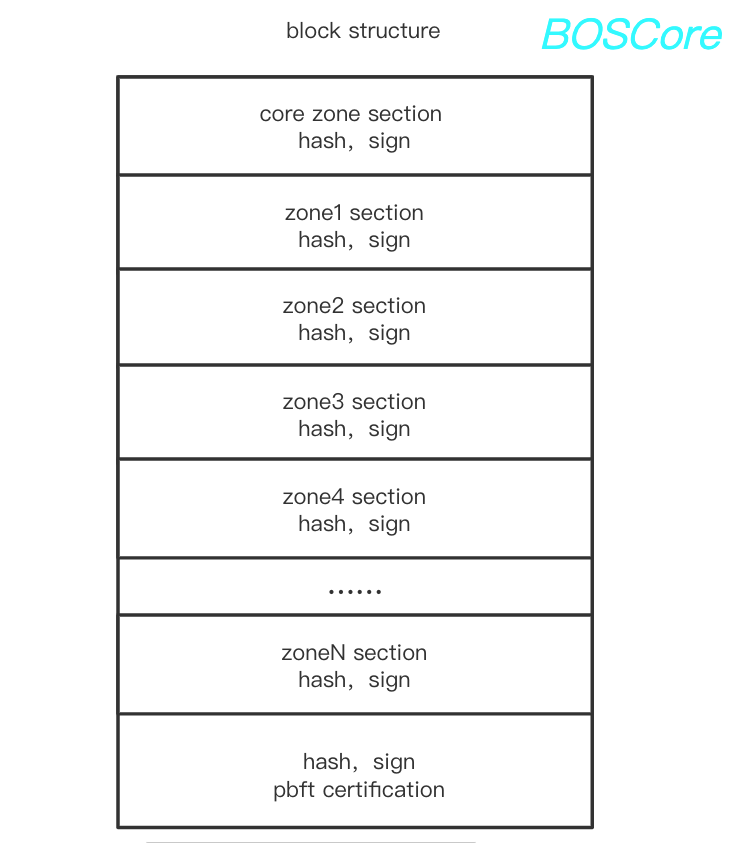 block structure
BOSCore
core zone section
hash，sign
zone1 section
hash，sign
zone2 section
hash，sign
zone3 section
hash，sign
zone4 section
hash，sign
······
zoneN section
hash，sign
hash，sign
pbft certification